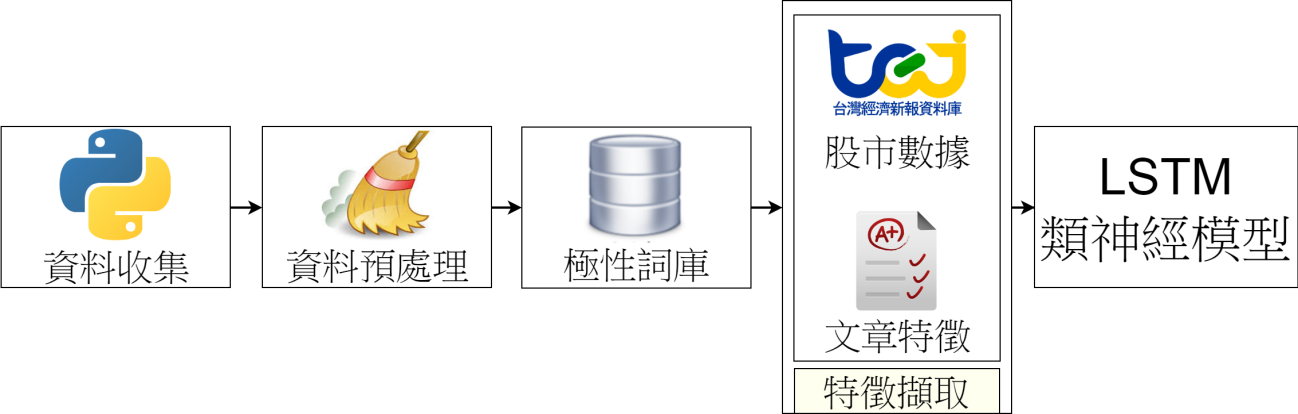 資料收集
資料預處理
極性詞庫
tej
台灣經濟新報資料庫
股市數據
A+
文章特徵
特徵擷取
LSTM
類神經模型